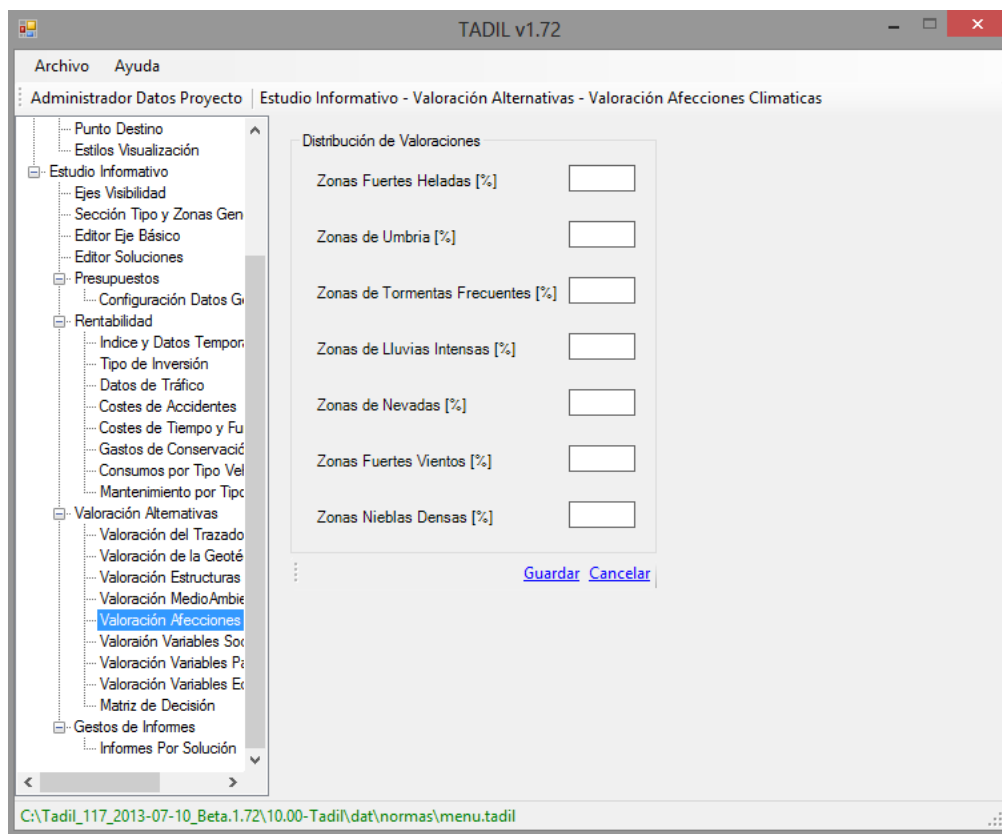 TADIL v1.72
Archivo Ayuda
Administrador Datos Proyecto Estudio Informativo - Valoración Alternativas - Valoración Afecciones Climaticas
Punto Destino
Estilos Visualización
Estudio Informativo
Ejes Visibilidad
Sección Tipo y Zonas Gen
Editor Eje Básico
Editor Soluciones
Presupuestos
Configuración Datos G
Rentabilidad
Indice y Datos Tempor
Tipo de Inversión
Datos de Tráfico
Costes de Accidentes
Costes de Tiempo y Fu
Gastos de Conservació
Consumos por Tipo Vel
Mantenimiento por Tipo
Valoración Alternativas
Valoración del Trazado
Valoración de la Geoté
Valoración Estructuras
Valoración MedioAmbie
Valoración Afecciones
Valoraión Variables Soc
Valoración Variables Pa
Valoración Variables Ec
Matriz de Decisión
Gestos de Informes
Informes Por Solución
Distribución de Valoraciones
Zonas Fuertes Heladas [%]
Zonas de Umbria [%]
Zonas de Tormentas Frecuentes [%]
Zonas de Lluvias Intensas [%]
Zonas de Nevadas [%]
Zonas Fuertes Vientos [%]
Zonas Nieblas Densas [%]
Guardar Cancelar
C:\Tadil_117_2013-07-10_Beta.1.72\10.00-Tadil\dat\normas\menu.tadil